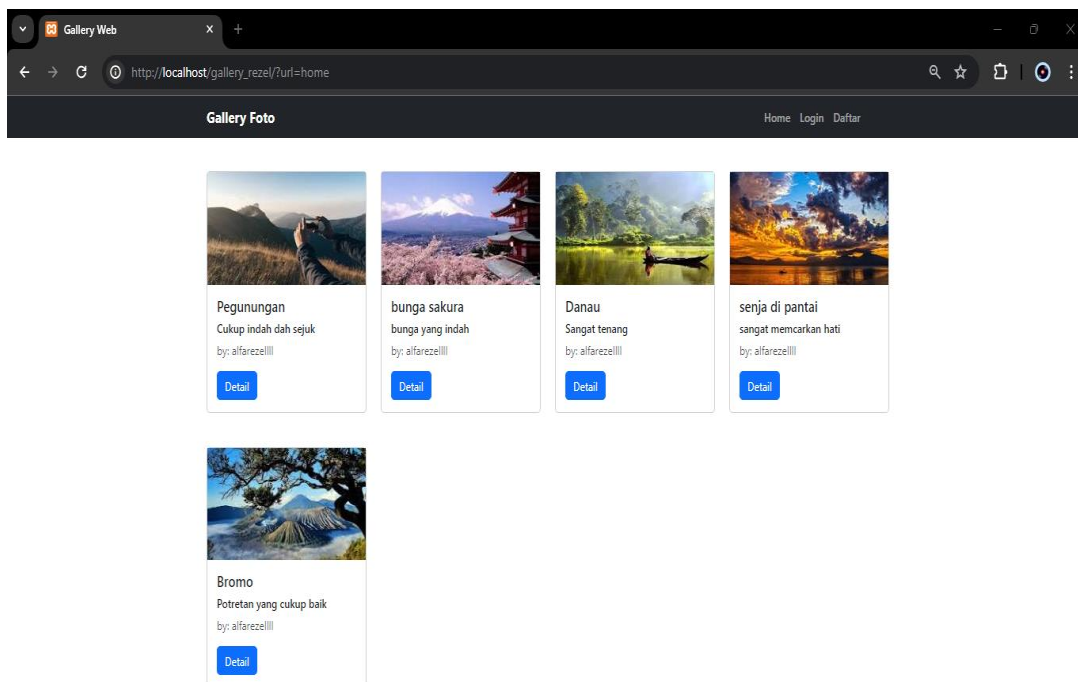 Gallery Web
http://localhost/gallery_rezel/?url=home
Gallery Foto
Home Login Daftar
Pegunungan
Cukup indah dah sejuk
by: alfarezellll
Detail
bunga sakura
bunga yang indah
by: alfarezellll
Detail
Danau
Sangat tenang
by: alfarezellll
Detail
senja di pantai
sangat memcarkan hati
by: alfarezellll
Detail
Bromo
Potretan yang cukup baik
by: alfarezellll
Detail